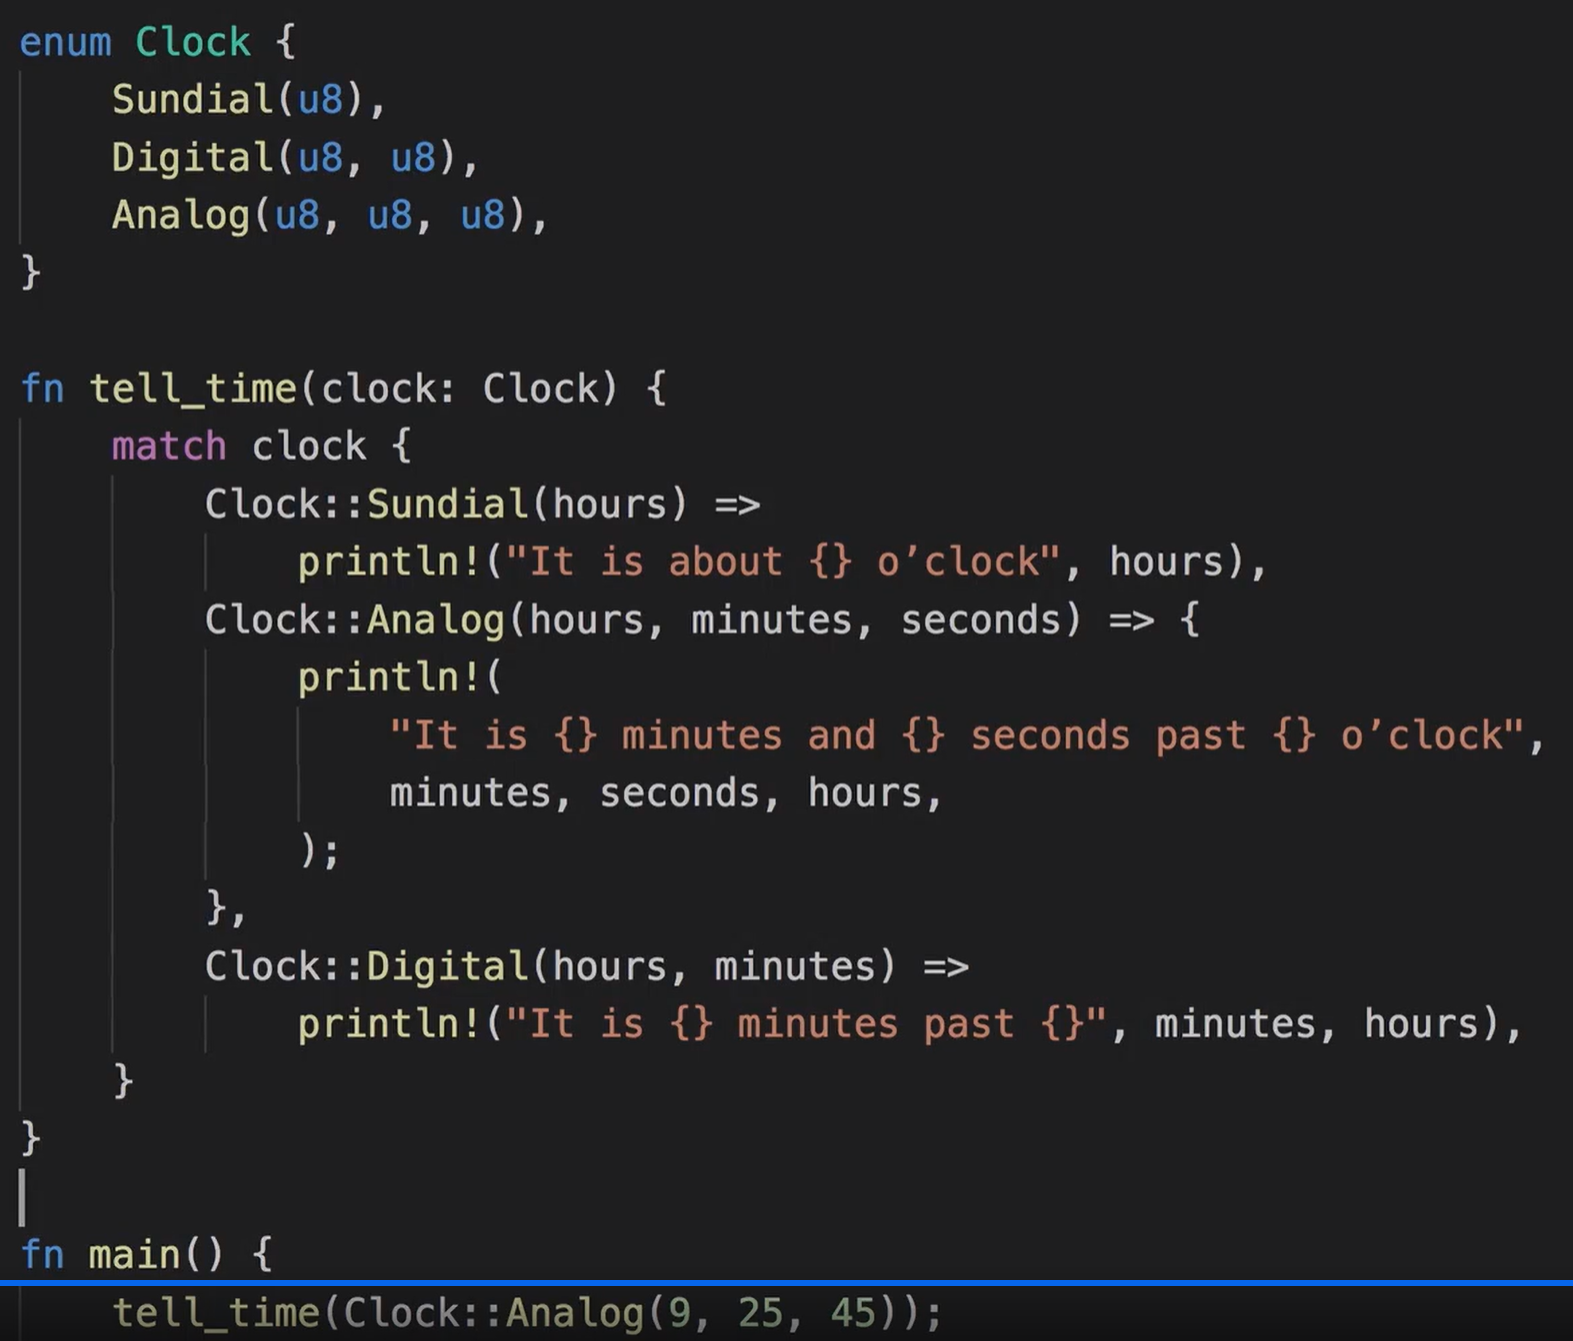 enum Clock {
    Sundial(u8),
    Digital(u8, u8),
    Analog(u8, u8, u8),
}

fn tell_time(clock: Clock) {
    match clock {
        Clock::Sundial(hours) =>
            println!("It is about {} o’clock", hours),
        Clock::Analog(hours, minutes, seconds) => {
            println!(
                "It is {} minutes and {} seconds past {} o’clock",
                minutes, seconds, hours,
            );
        },
        Clock::Digital(hours, minutes) =>
            println!("It is {} minutes past {}", minutes, hours),
    }
}

fn main() {
    tell_time(Clock::Analog(9, 25, 45));